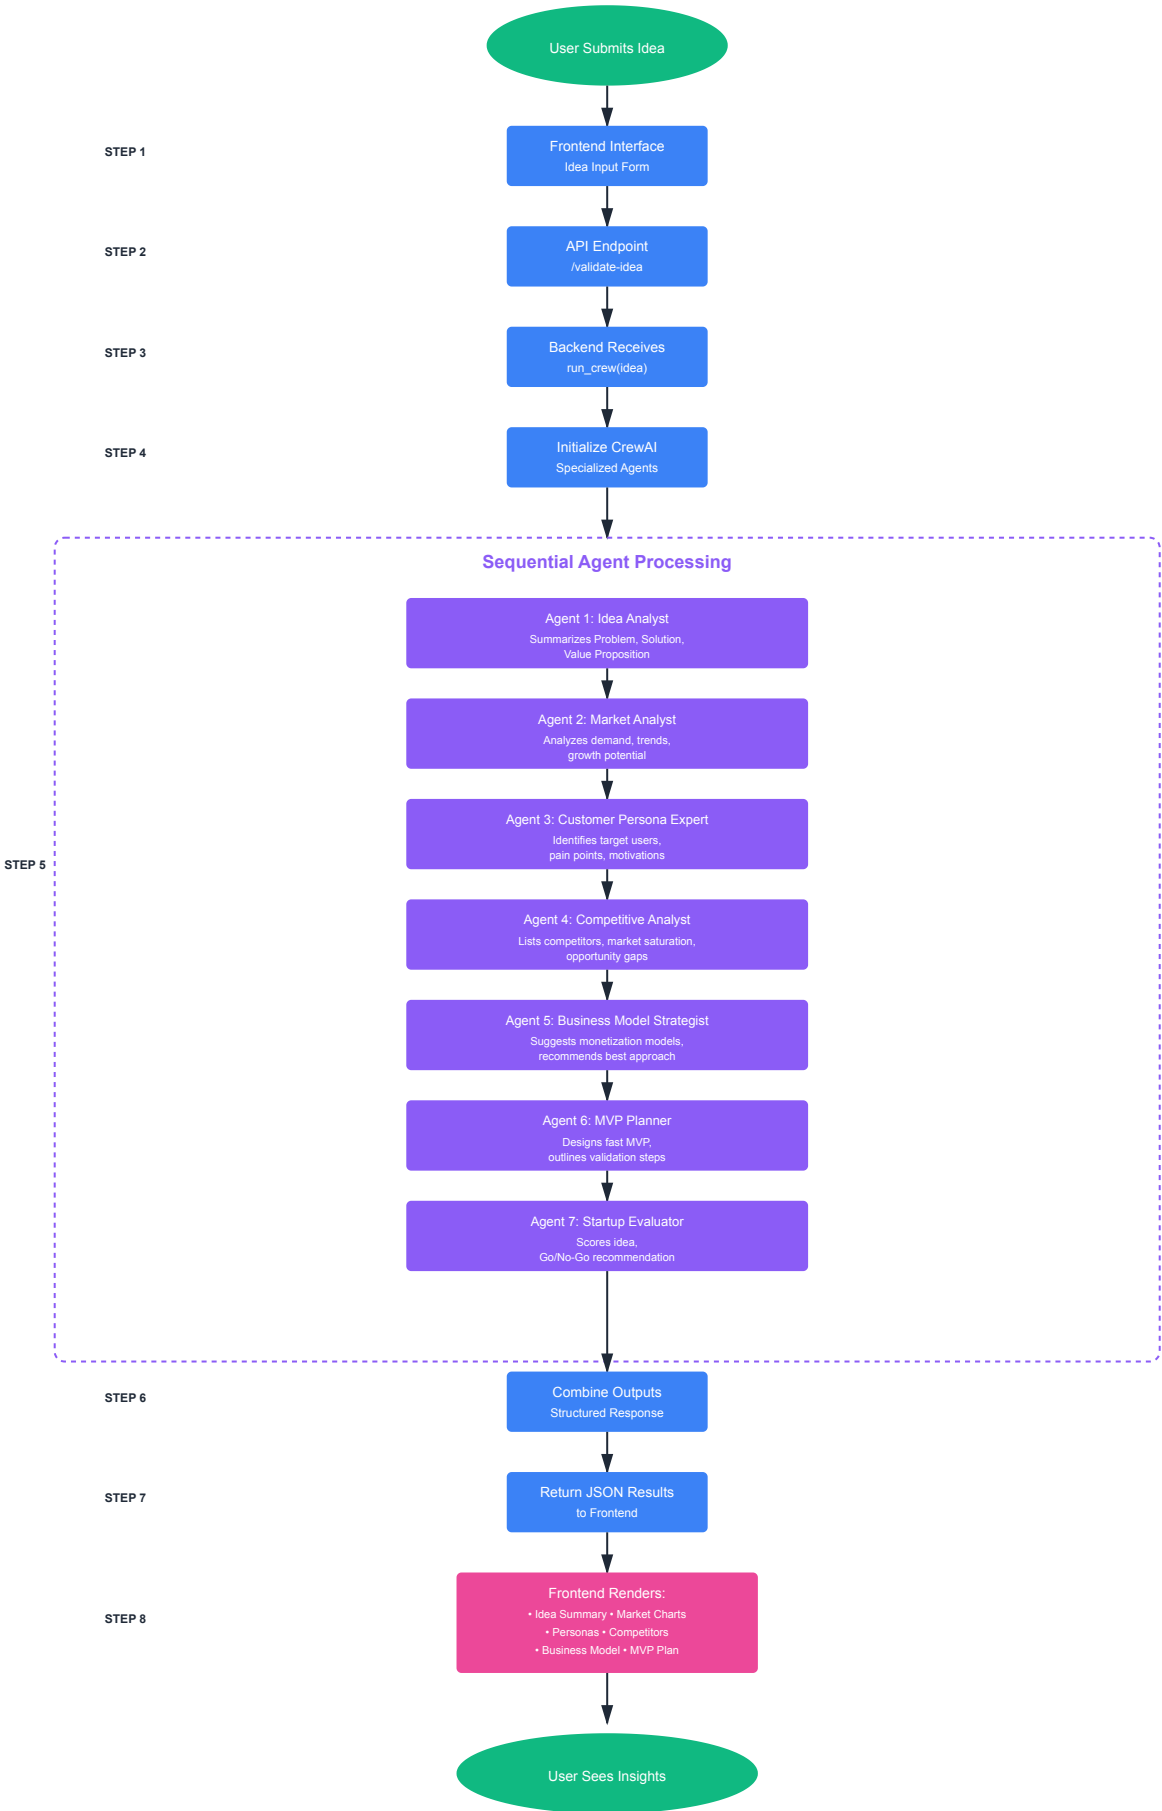 User Submits Idea
STEP 1
Frontend Interface
Idea Input Form
STEP 2
API Endpoint
/validate-idea
STEP 3
Backend Receives
run_crew(idea)
STEP 4
Initialize CrewAI
Specialized Agents
Sequential Agent Processing
Agent 1: Idea Analyst
Summarizes Problem, Solution,
Value Proposition
Agent 2: Market Analyst
Analyzes demand, trends,
growth potential
Agent 3: Customer Persona Expert
Identifies target users,
pain points, motivations
STEP 5
Agent 4: Competitive Analyst
Lists competitors, market saturation,
opportunity gaps
Agent 5: Business Model Strategist
Suggests monetization models,
recommends best approach
Agent 6: MVP Planner
Designs fast MVP,
outlines validation steps
Agent 7: Startup Evaluator
Scores idea,
Go/No-Go recommendation
STEP 6
Combine Outputs
Structured Response
STEP 7
Return JSON Results
to Frontend
STEP 8
Frontend Renders:
• Idea Summary • Market Charts
• Personas • Competitors
• Business Model • MVP Plan
User Sees Insights